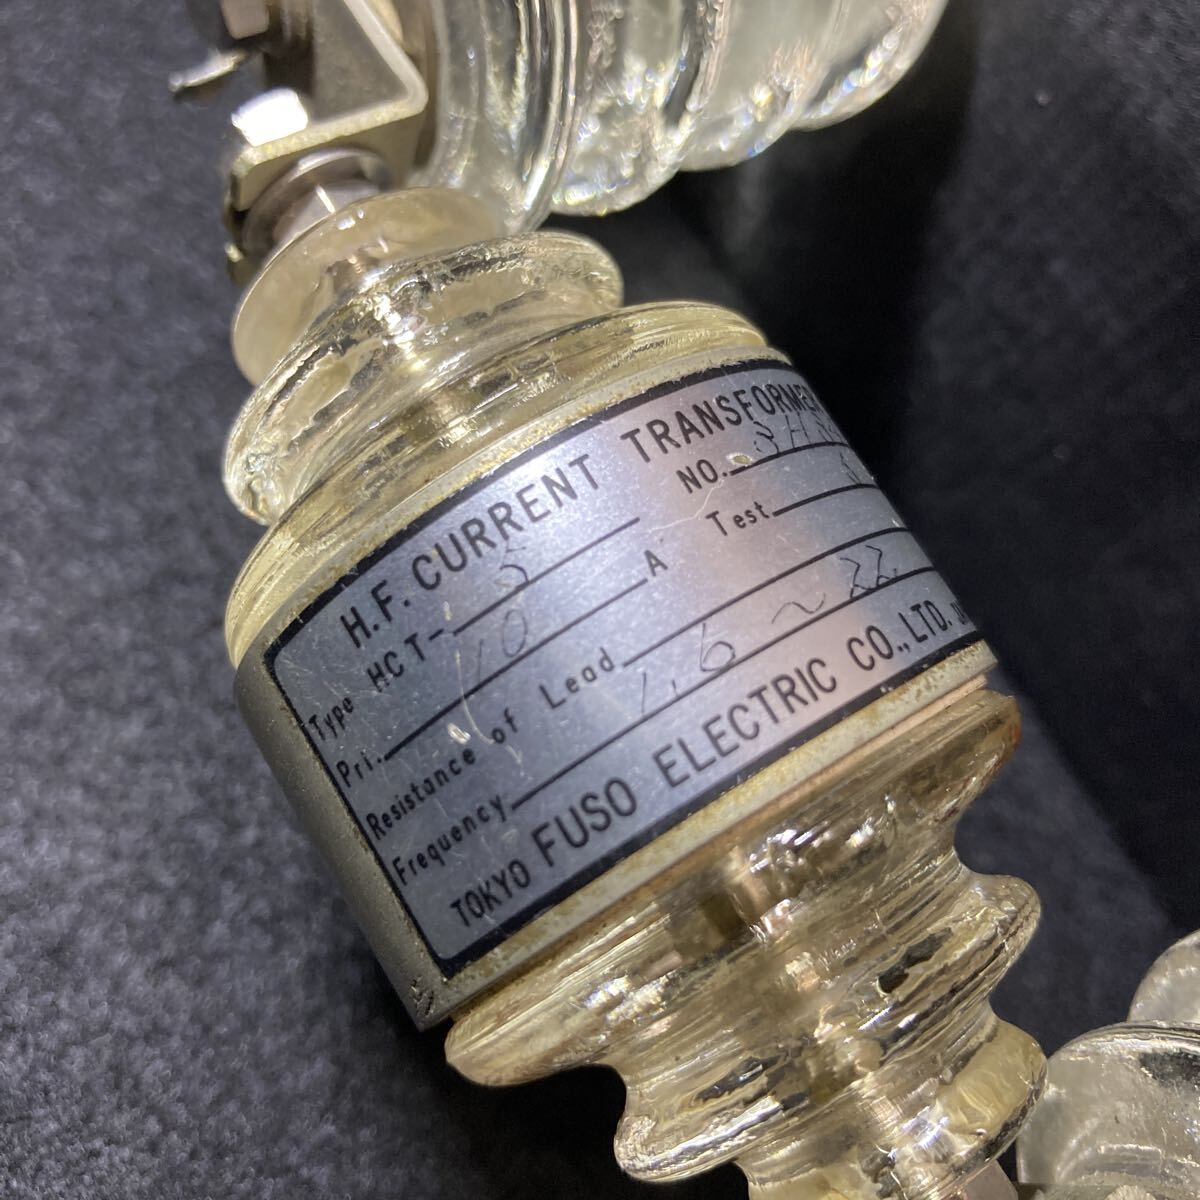 H.F. CURRENT TRANSFORMER
Type HCT- 5 NO. 3H
Pri. 10 A Test
Resistance of Lead
Frequency 1.6 ~ 22
TOKYO FUSO ELECTRIC CO., LTD.